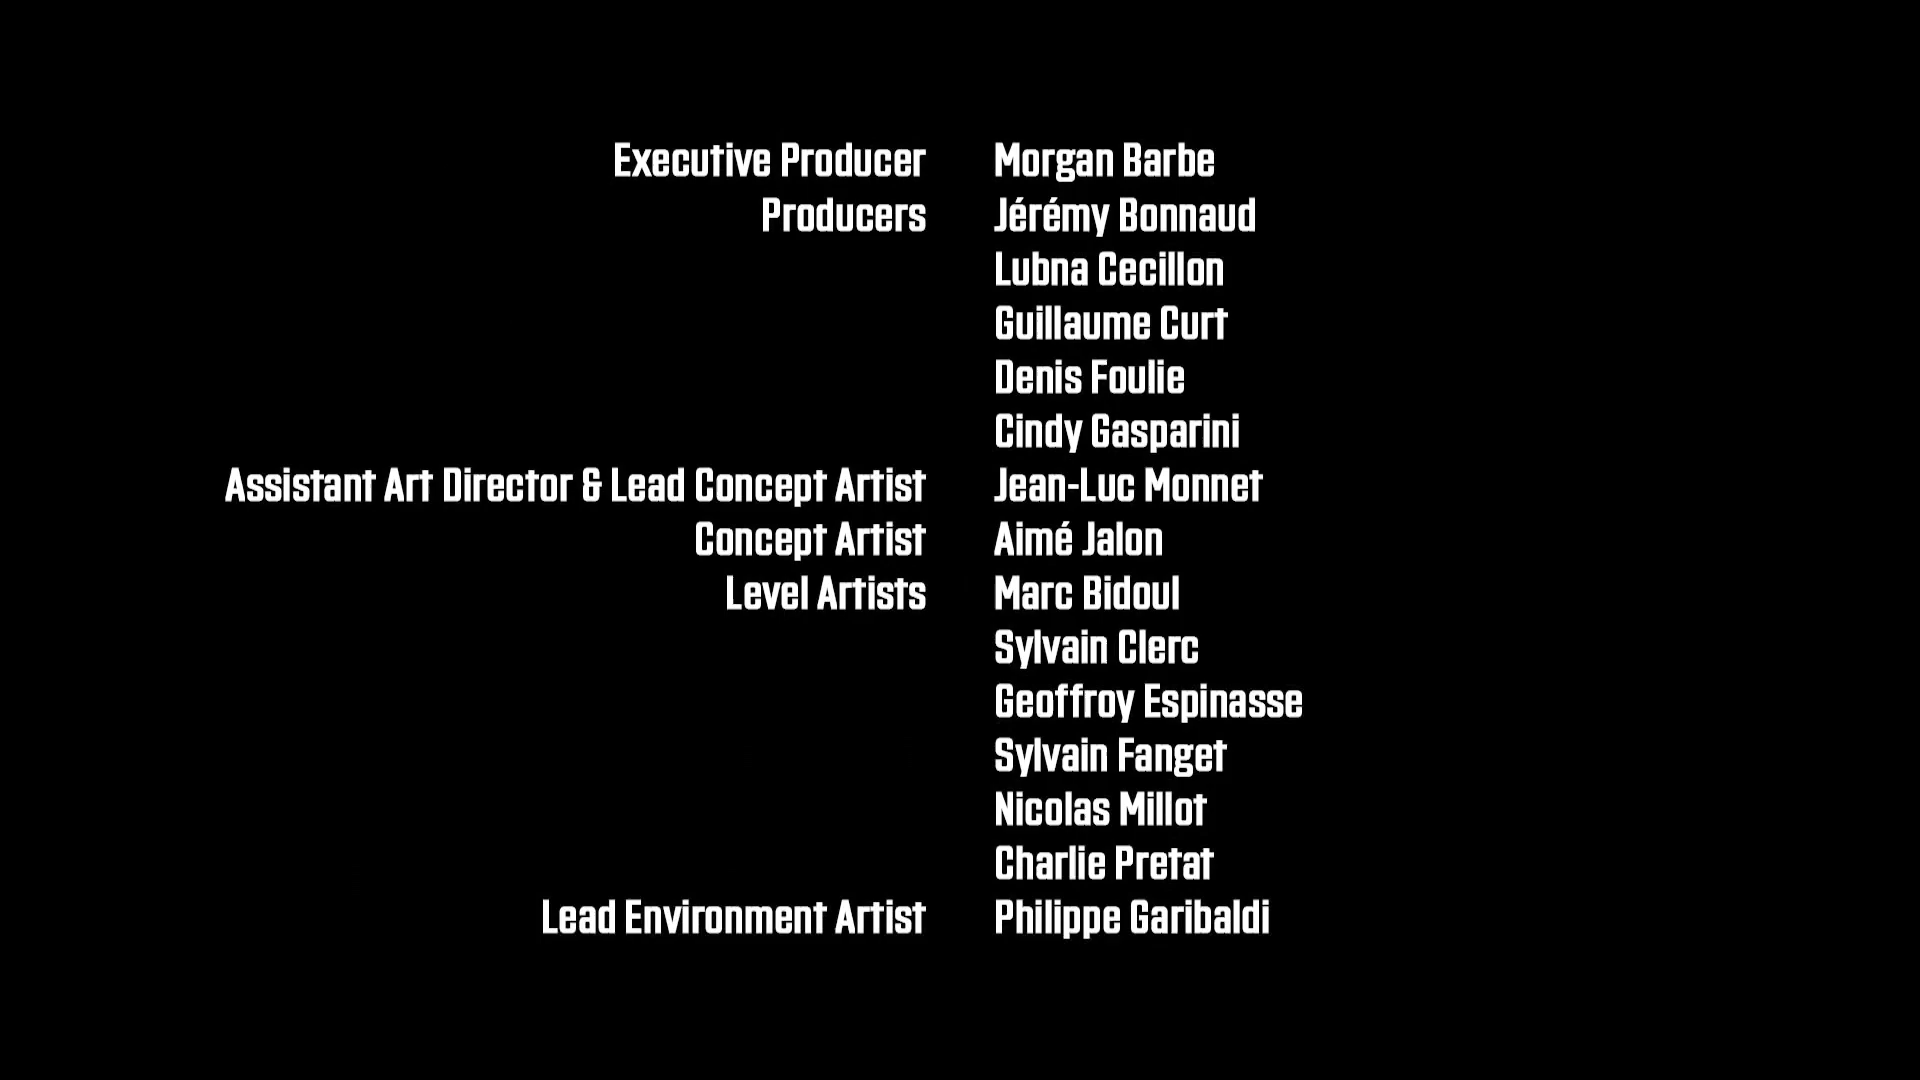 Executive Producer Morgan Barbe
Producers Jérémy Bonnaud
Lubna Cecillon
Guillaume Curt
Denis Foulie
Cindy Gasparini
Assistant Art Director & Lead Concept Artist Jean-Luc Monnet
Concept Artist Aimé Jalon
Level Artists Marc Bidoul
Sylvain Clerc
Geoffroy Espinasse
Sylvain Fanget
Nicolas Millot
Charlie Pretat
Lead Environment Artist Philippe Garibaldi